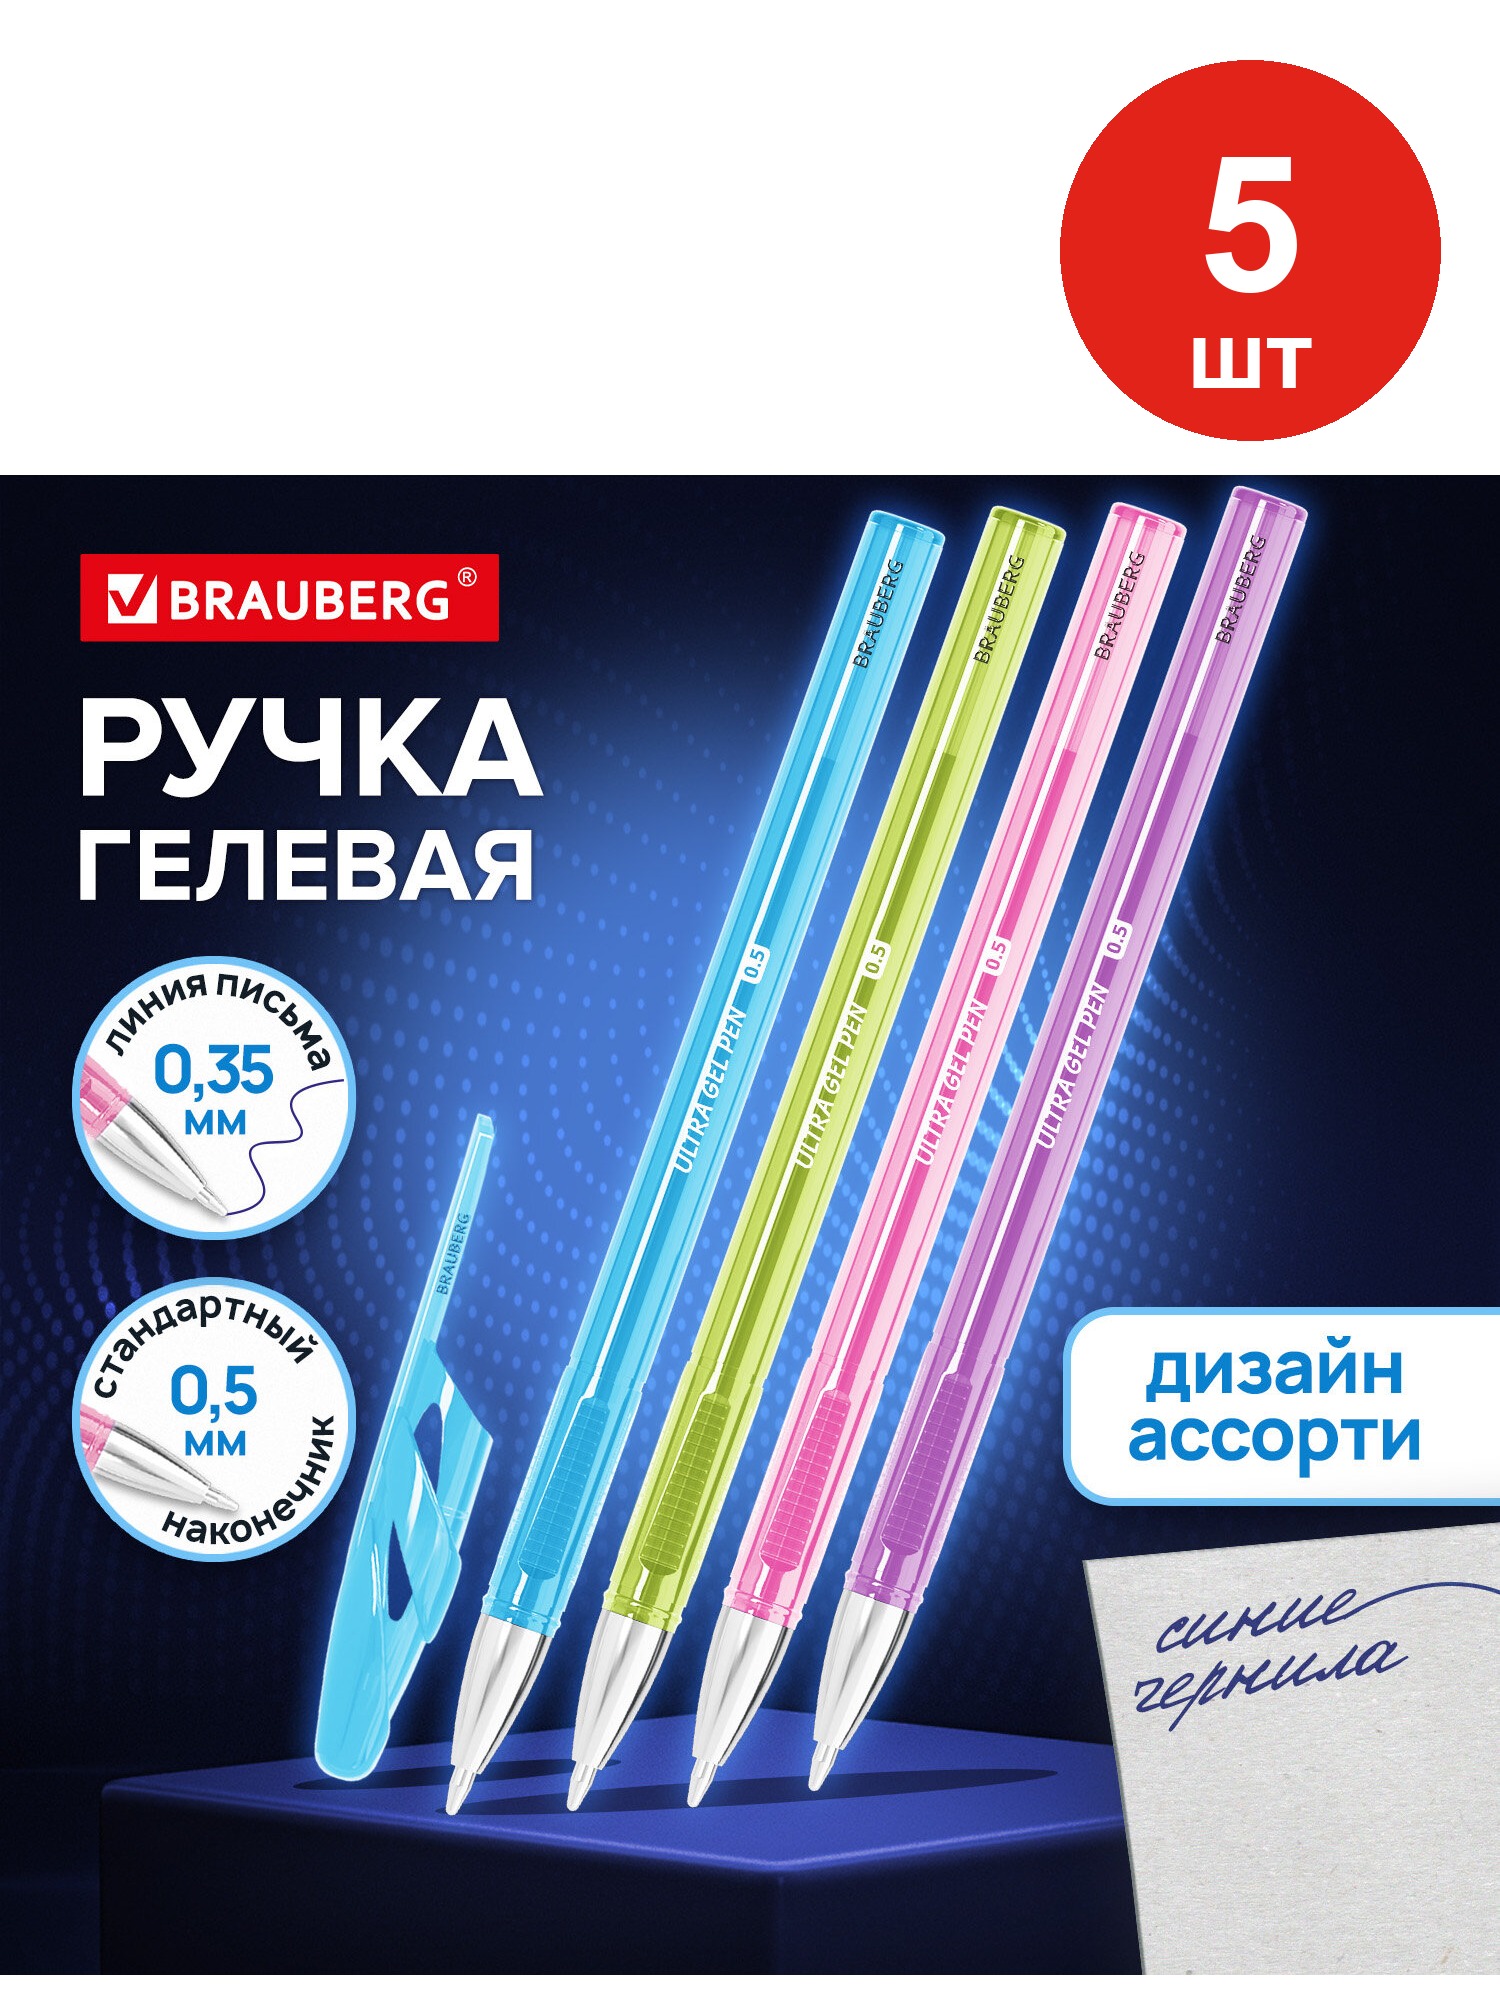 5
шт
BRAUBERG®
РУЧКА
ГЕЛЕВАЯ
линия письма
0,35
мм
стандартный
0,5
мм
наконечник
BRAUBERG
BRAUBERG
ULTRA GEL PEN 0.5
BRAUBERG
ULTRA GEL PEN 0.5
BRAUBERG
ULTRA GEL PEN 0.5
BRAUBERG
ULTRA GEL PEN 0.5
дизайн
ассорти
синие
чернила